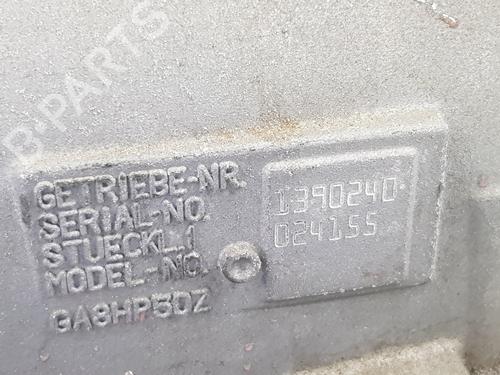 B-PARTS
GETRIEBE-NR.
SERIAL-NO.
STUECKL.1
MODEL-NO.
GA8HP50Z
1390240
024155